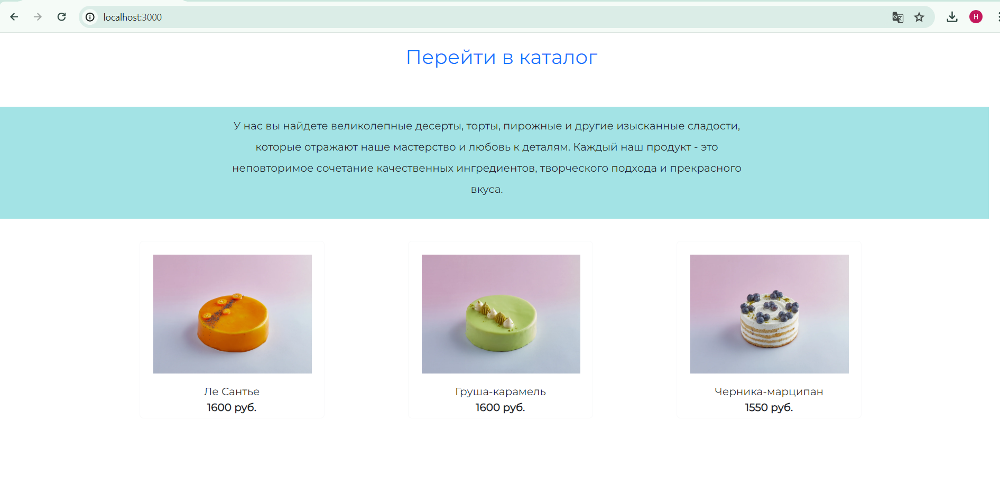 localhost:3000
H
Перейти в каталог
У нас вы найдете великолепные десерты, торты, пирожные и другие изысканные сладости,
которые отражают наше мастерство и любовь к деталям. Каждый наш продукт - это
неповторимое сочетание качественных ингредиентов, творческого подхода и прекрасного
вкуса.
Ле Сантье
1600 руб.
Груша-карамель
1600 руб.
Черника-марципан
1550 руб.